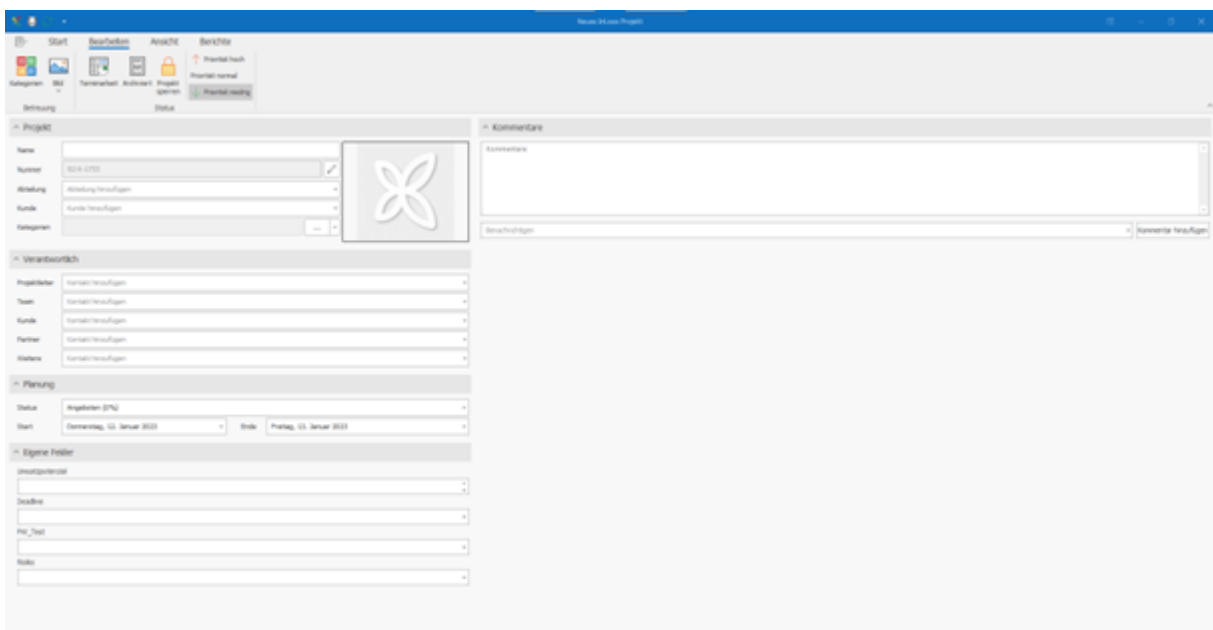 Neues InLoox Projekt
Start Bearbeiten Ansicht Berichte
Kategorien Bild Terminarbeit Archiviert Projekt sperren
Priorität hoch
Priorität normal
Priorität niedrig
Betreuung Status
Projekt
Name
Nummer
Abteilung Abteilung hinzufügen
Kunde Kunde hinzufügen
Kategorien ...
Verantwortlich
Projektleiter Kontakt hinzufügen
Team Kontakt hinzufügen
Kunde Kontakt hinzufügen
Partner Kontakt hinzufügen
Weitere Kontakt hinzufügen
Planung
Status Angeboten (0%)
Start Donnerstag, 12. Januar 2023 Ende Freitag, 13. Januar 2023
Eigene Felder
Umsatzpotenzial
Deadline
PW_Test
Risiko
Kommentare
Kommentare
Benachrichtigen Kommentar hinzufügen